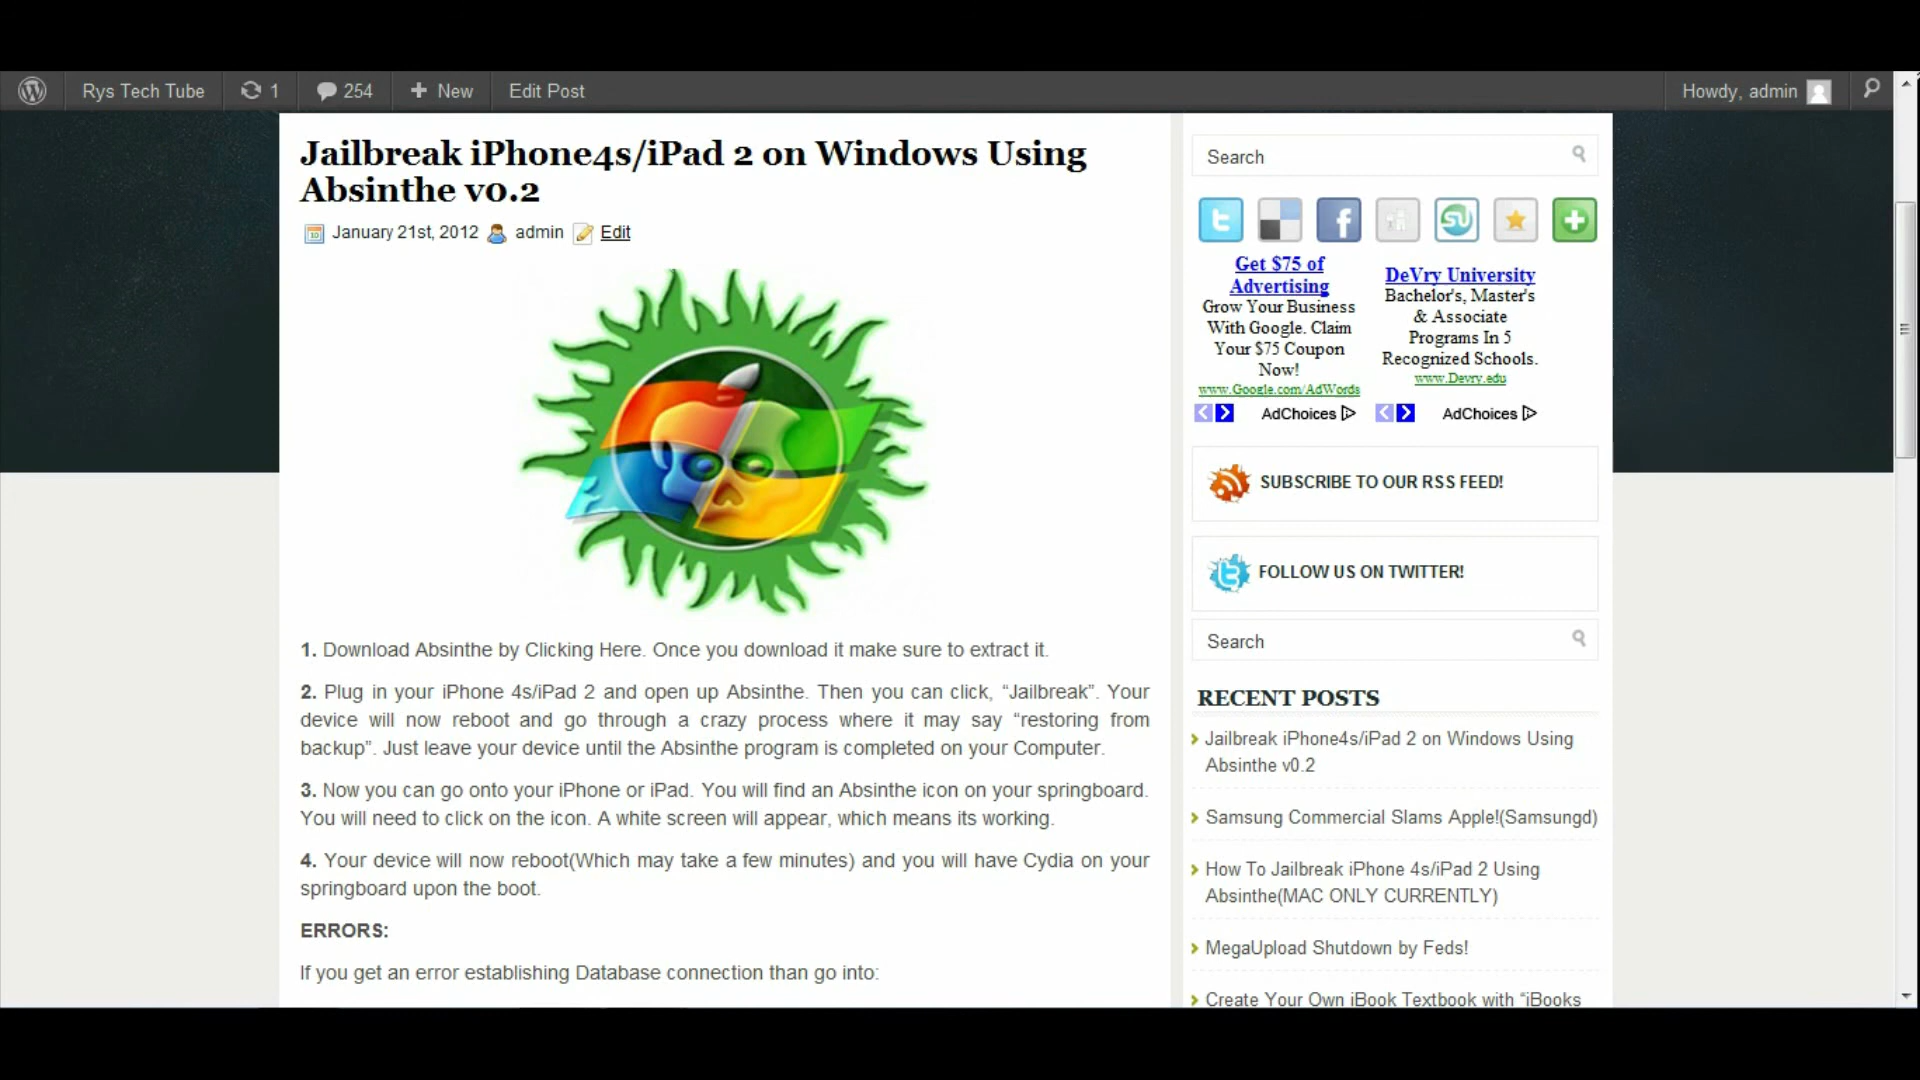 Rys Tech Tube 1 254 New Edit Post Howdy, admin
Jailbreak iPhone4s/iPad 2 on Windows Using
Absinthe v0.2
January 21st, 2012 admin Edit
1. Download Absinthe by Clicking Here. Once you download it make sure to extract it.
2. Plug in your iPhone 4s/iPad 2 and open up Absinthe. Then you can click, “Jailbreak”. Your
device will now reboot and go through a crazy process where it may say “restoring from
backup”. Just leave your device until the Absinthe program is completed on your Computer.
3. Now you can go onto your iPhone or iPad. You will find an Absinthe icon on your springboard.
You will need to click on the icon. A white screen will appear, which means its working.
4. Your device will now reboot(Which may take a few minutes) and you will have Cydia on your
springboard upon the boot.
ERRORS:
If you get an error establishing Database connection than go into:
Search
Get $75 of
Advertising
Grow Your Business
With Google. Claim
Your $75 Coupon
Now!
www.Google.com/AdWords
AdChoices
DeVry University
Bachelor's, Master's
& Associate
Programs In 5
Recognized Schools.
www.Devry.edu
AdChoices
SUBSCRIBE TO OUR RSS FEED!
FOLLOW US ON TWITTER!
Search
RECENT POSTS
Jailbreak iPhone4s/iPad 2 on Windows Using
Absinthe v0.2
Samsung Commercial Slams Apple!(Samsungd)
How To Jailbreak iPhone 4s/iPad 2 Using
Absinthe(MAC ONLY CURRENTLY)
MegaUpload Shutdown by Feds!
Create Your Own iBook Textbook with “iBooks